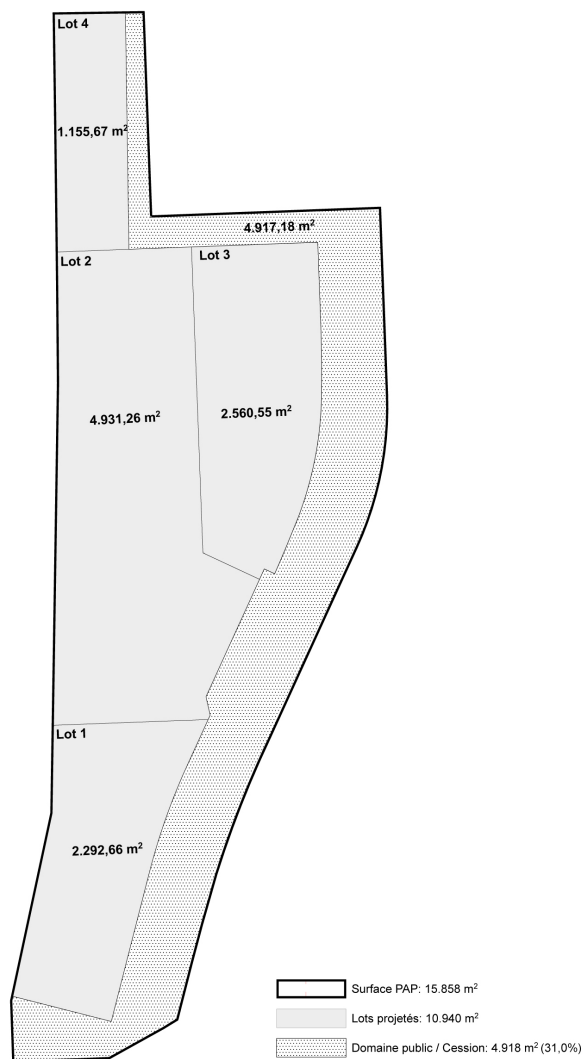 Lot 4
1.155,67 m²
4.917,18 m²
Lot 2
Lot 3
4.931,26 m²
2.560,55 m²
Lot 1
2.292,66 m²
Surface PAP: 15.858 m²
Lots projetés: 10.940 m²
Domaine public / Cession: 4.918 m² (31,0%)